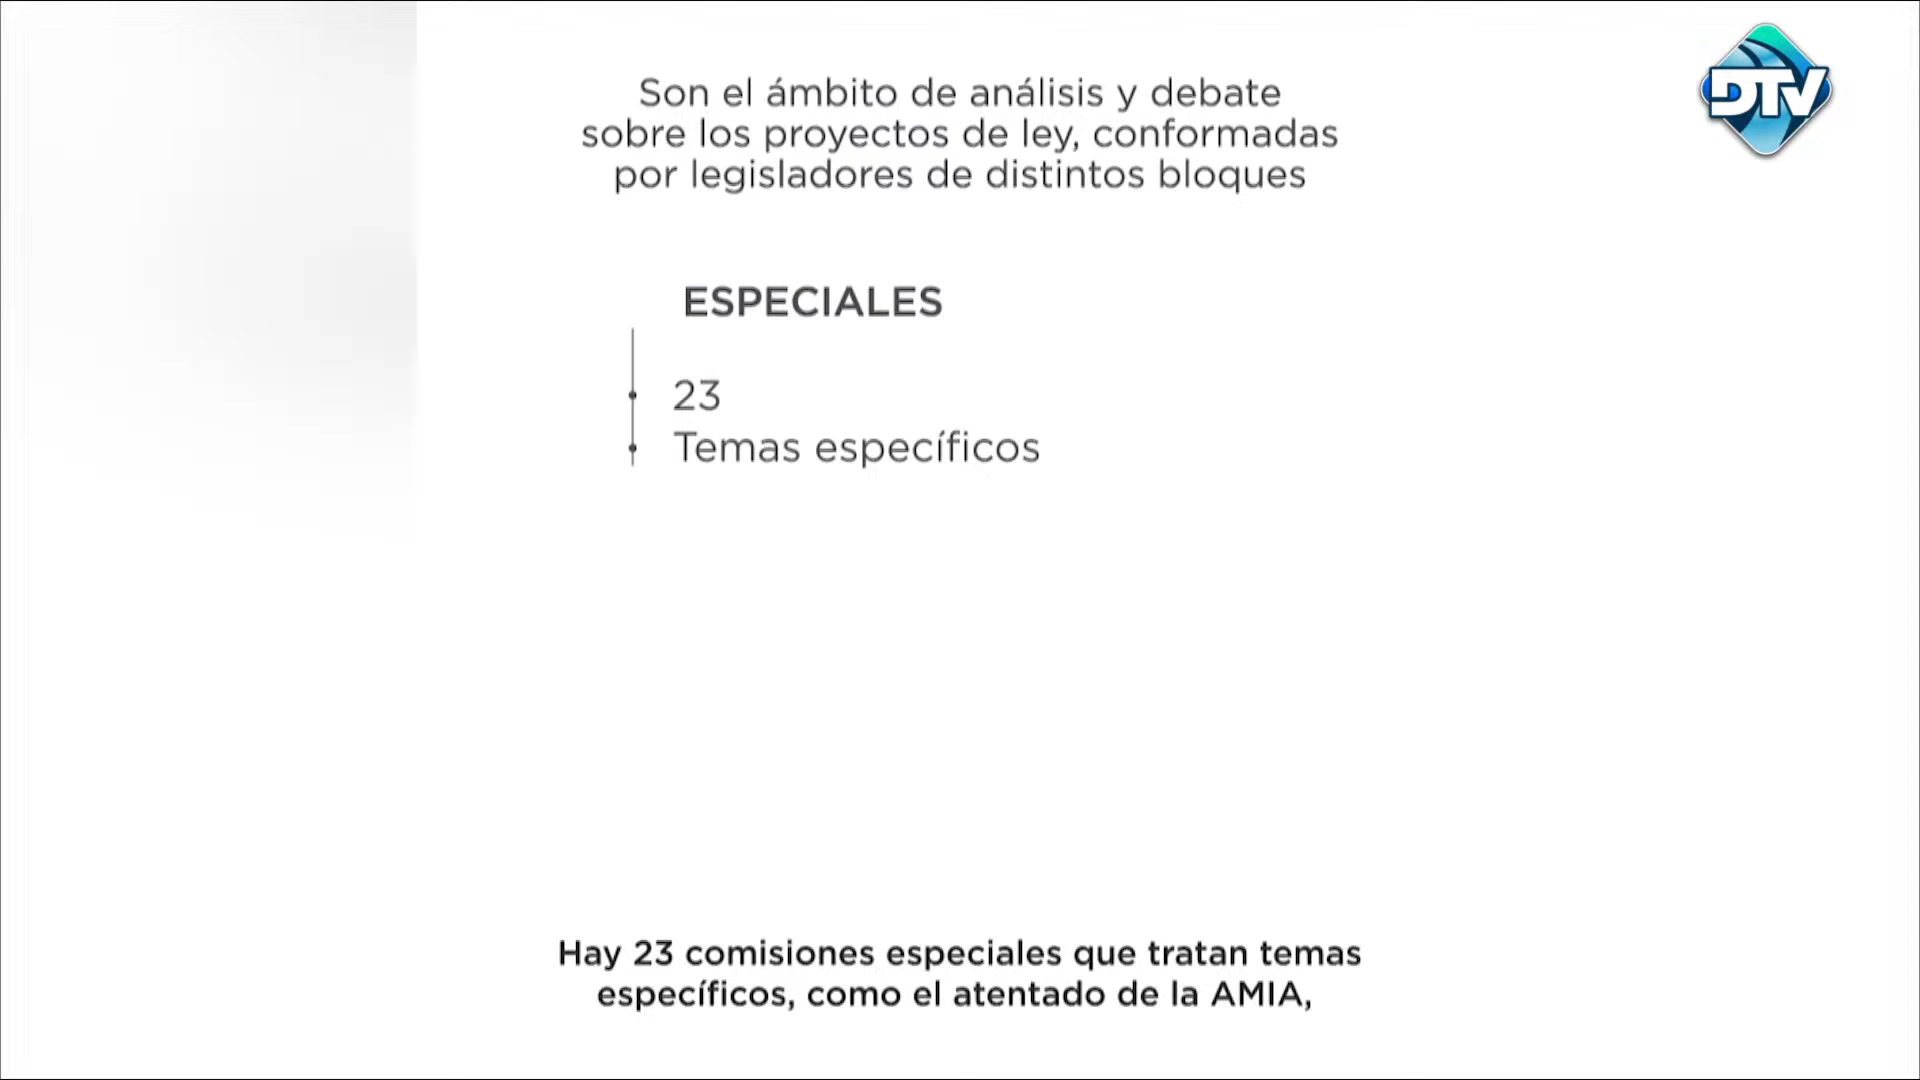 Son el ámbito de análisis y debate
sobre los proyectos de ley, conformadas
por legisladores de distintos bloques
DTV
ESPECIALES
23
Temas específicos
Hay 23 comisiones especiales que tratan temas
específicos, como el atentado de la AMIA,